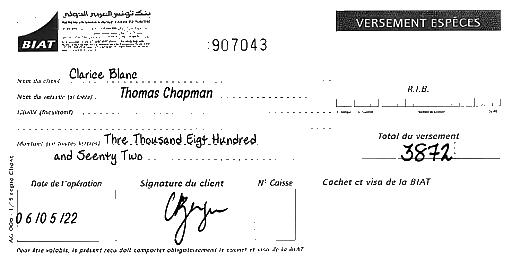 بنك تونس العربي الدولي
BIAT
VERSEMENT ESPÈCES
907043
Nom du client Clarice Blanc
Nom du verseur (si tiers) Thomas Chapman
R.I.B.
Libellé (facultatif)
Montant (en toutes lettres) Thre Thousand Eigt Hundred
and Seenty Two
Total du versement
3872
Date de l'opération
Signature du client
N° Caisse
Cachet et visa de la BIAT
06/05/22
Pour être valable, le présent reçu doit comporter obligatoirement le cachet et visa de la BIAT